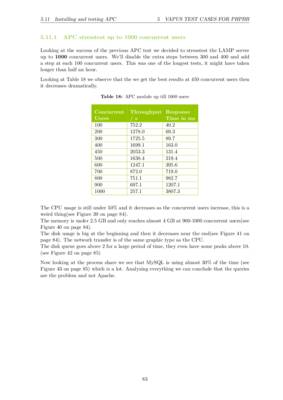 5.11 Installing and testing APC 5 VAPUS TEST CASES FOR HEPGRID
5.11.1 APC stresstest up to 1000 concurrent users
Looking at the success of the previous APC test we decided to stresstest the LAMP server
up to 1000 concurrent users. We'll disable the extra steps between 300 and 400 and add
a step at each 100 concurrent users. This was one of the longest tests, it might have taken
longer than half an hour.
Looking at Table 18 we observe that the we get the best results at 450 concurrent users then
it decreases dramatically.
Table 18: APC module up till 1000 users
Concurrent Users Throughput / s Response Time in ms
100 752.2 40.2
200 1278.0 69.3
300 1725.5 89.7
400 1699.1 163.0
450 2053.3 131.4
500 1638.4 219.4
600 1247.1 395.6
700 873.0 719.0
800 751.1 982.7
900 697.1 1207.1
1000 257.1 3807.3
The CPU usage is still under 50% and it decreases as the concurrent users increase, this is a
weird thing(see Figure 39 on page 84).
The memory is under 2.5 GB and only reaches almost 4 GB at 900-1000 concurrent users(see
Figure 40 on page 84)
The disk usage is big at the beginning and then it decreases near the end(see Figure 41 on
page 84). The network transfer is of the same graphic type as the CPU.
The disk queue goes above 2 for a large period of time, they even have some peaks above 10.
(see Figure 42 on page 85)
Now looking at the process share we see that MySQL is using almost 30% of the time (see
Figure 43 on page 85) which is a lot. Analyzing everything we can conclude that the queries
are the problem and not Apache.
83